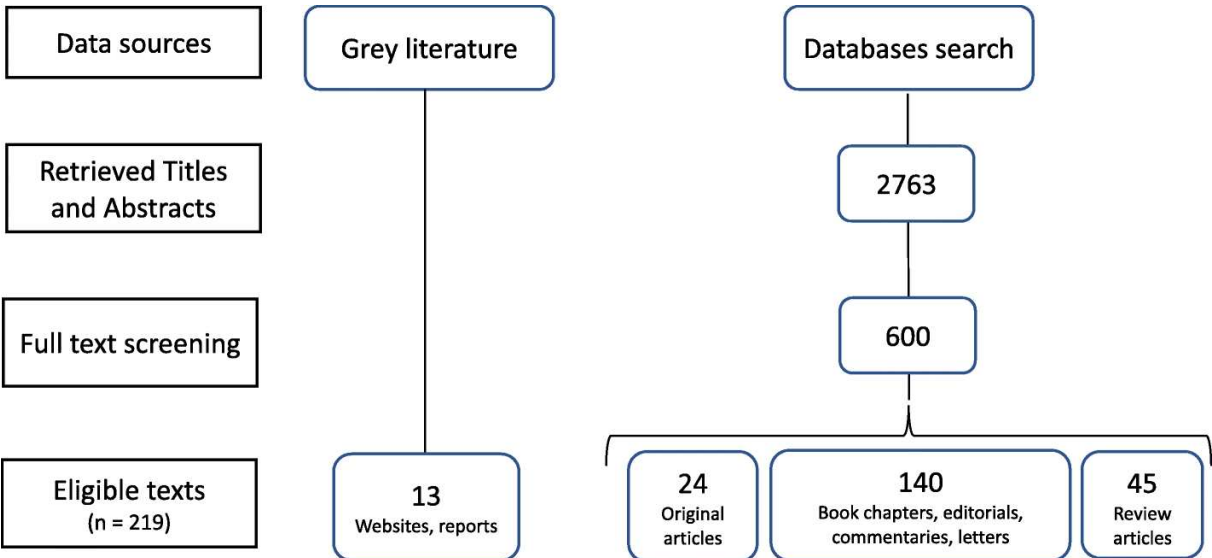 Data sources
Grey literature
Databases search
Retrieved Titles
and Abstracts
2763
Full text screening
600
Eligible texts
(n = 219)
13
Websites, reports
24
Original
articles
140
Book chapters, editorials,
commentaries, letters
45
Review
articles